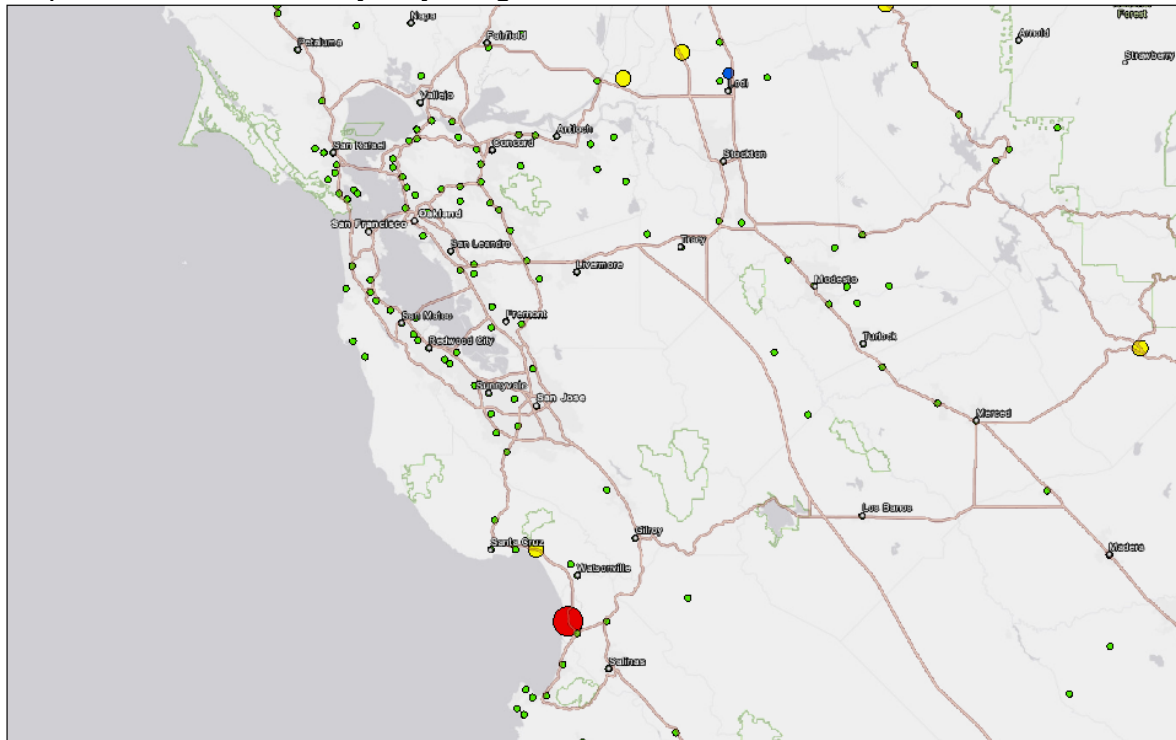 Forest
Napa
Arnold
Petaluma
Fairfield
Strawberry
Lodi
Vallejo
Antioch
San Rafael
Concord
Stockton
Oakland
San Francisco
San Leandro
Tracy
Livermore
Modesto
San Mateo
Fremont
Redwood City
Turlock
Sunnyvale
San Jose
Merced
Los Banos
Gilroy
Santa Cruz
Madera
Watsonville
Salinas